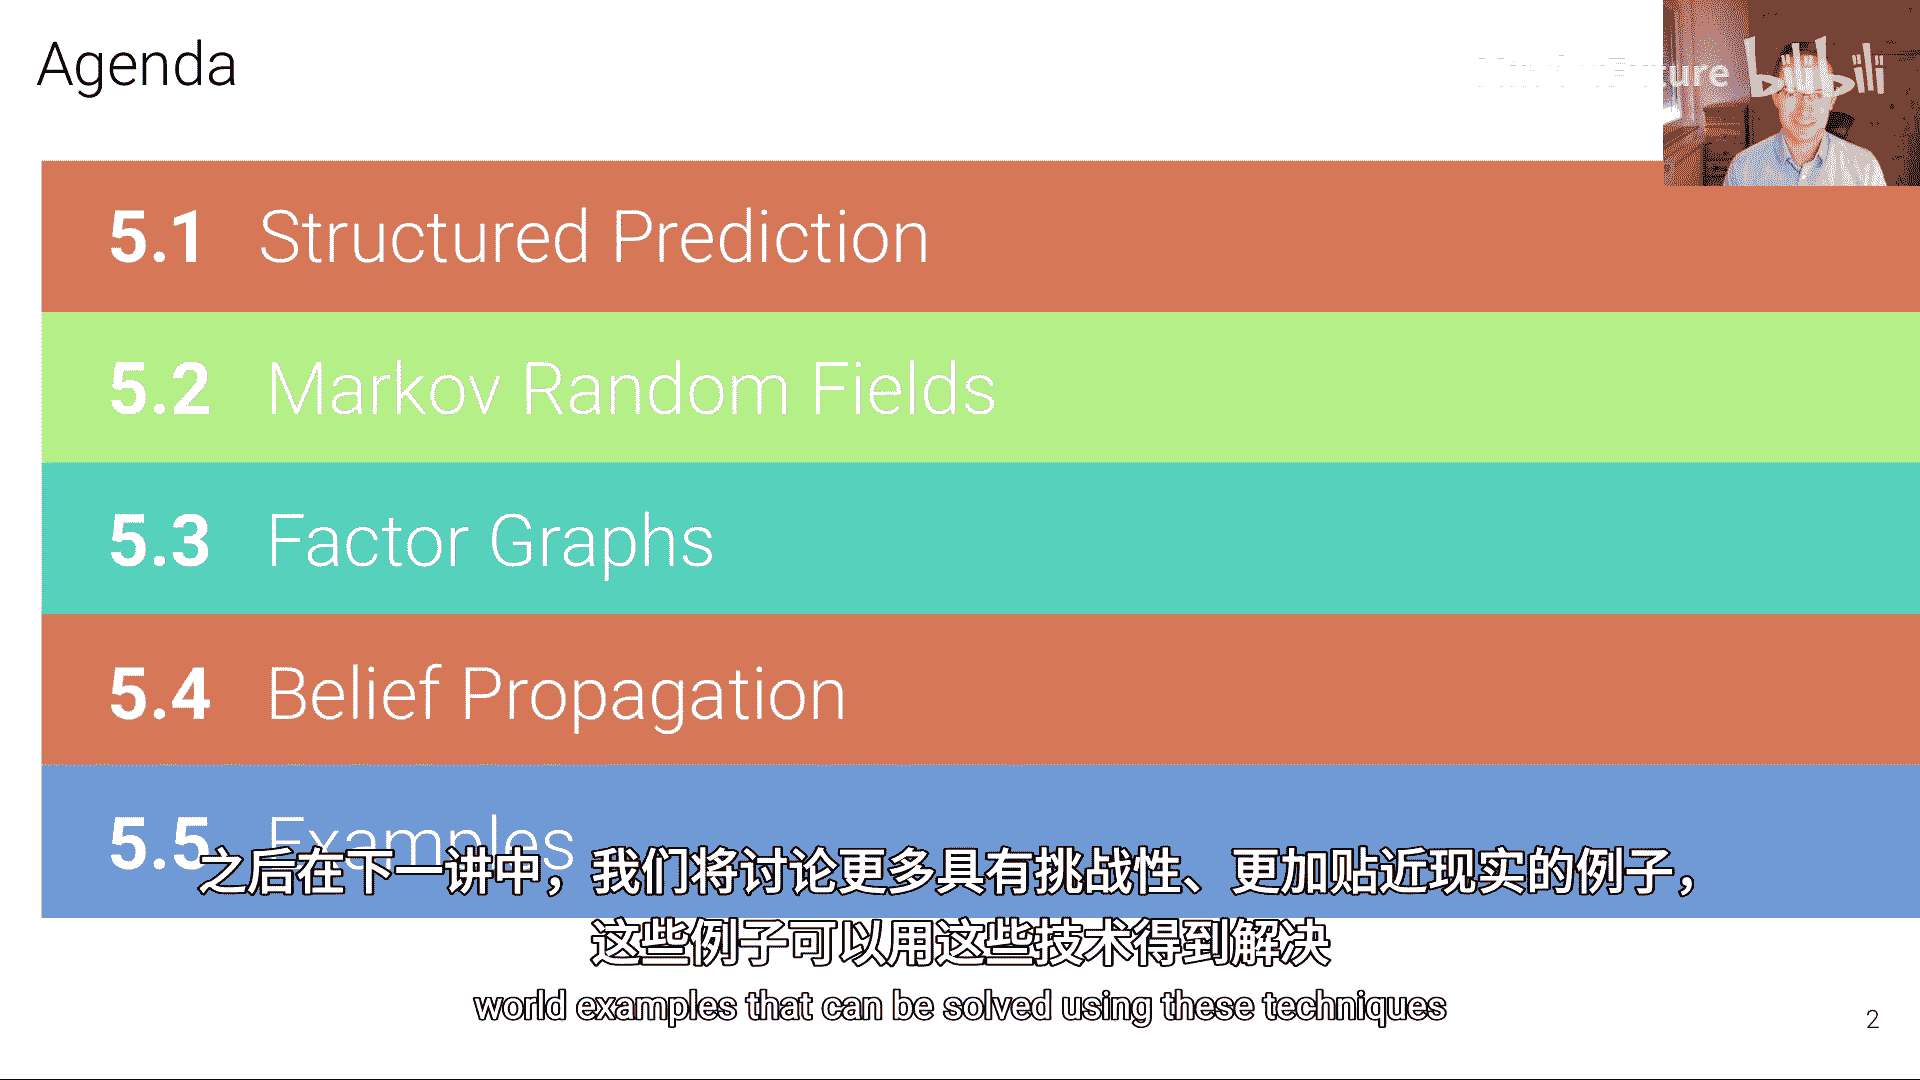 Agenda
bilibili
5.1 Structured Prediction
5.2 Markov Random Fields
5.3 Factor Graphs
5.4 Belief Propagation
5.5 Examples
之后在下一讲中，我们将讨论更多具有挑战性、更加贴近现实的例子，
这些例子可以用这些技术得到解决
world examples that can be solved using these techniques
2